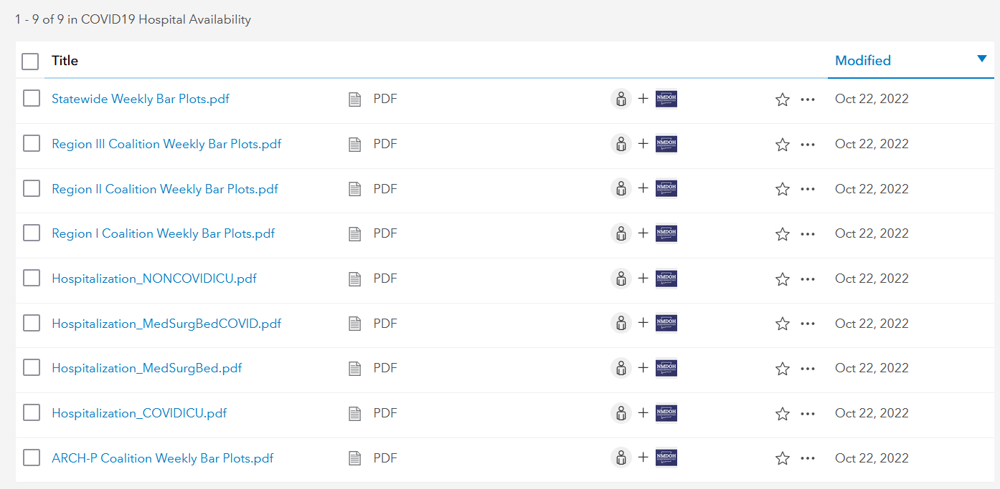 1 - 9 of 9 in COVID19 Hospital Availability
Title Modified
Statewide Weekly Bar Plots.pdf PDF NMDOH Oct 22, 2022
Region III Coalition Weekly Bar Plots.pdf PDF NMDOH Oct 22, 2022
Region II Coalition Weekly Bar Plots.pdf PDF NMDOH Oct 22, 2022
Region I Coalition Weekly Bar Plots.pdf PDF NMDOH Oct 22, 2022
Hospitalization_NONCOVIDICU.pdf PDF NMDOH Oct 22, 2022
Hospitalization_MedSurgBedCOVID.pdf PDF NMDOH Oct 22, 2022
Hospitalization_MedSurgBed.pdf PDF NMDOH Oct 22, 2022
Hospitalization_COVIDICU.pdf PDF NMDOH Oct 22, 2022
ARCH-P Coalition Weekly Bar Plots.pdf PDF NMDOH Oct 22, 2022